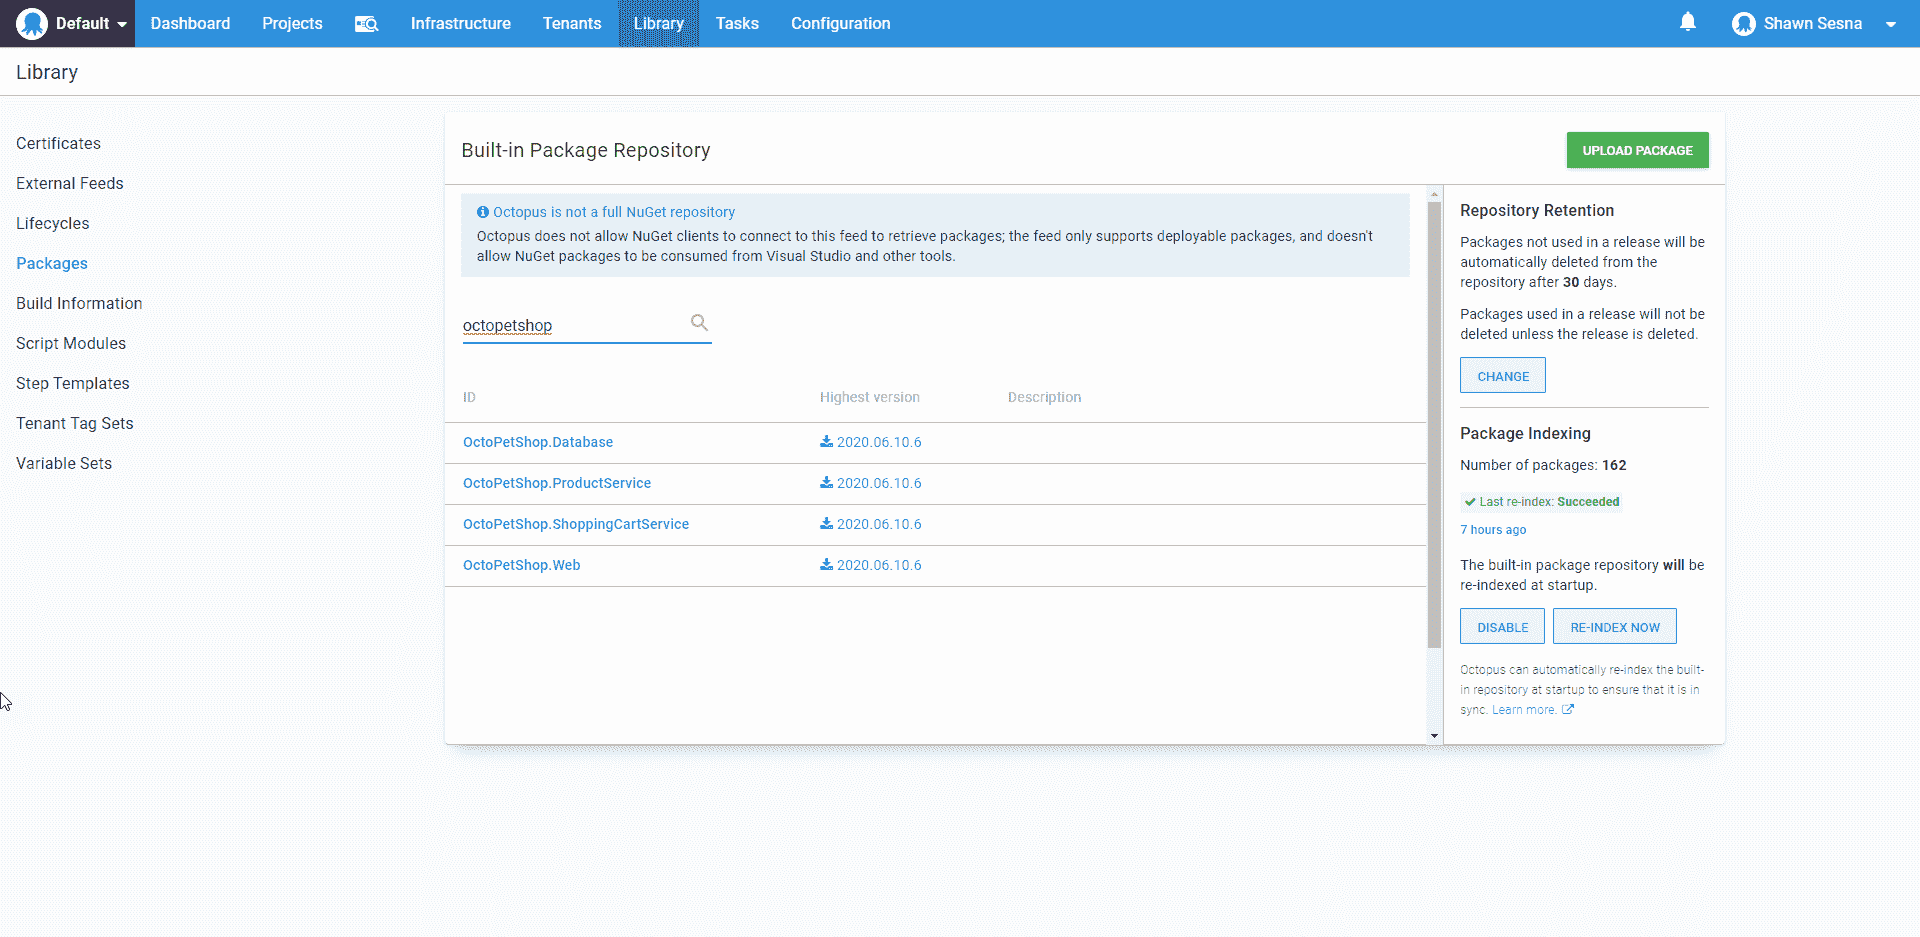 Default
Dashboard
Projects
Infrastructure
Tenants
Library
Tasks
Configuration
Shawn Sesna
Library
Certificates
External Feeds
Lifecycles
Packages
Build Information
Script Modules
Step Templates
Tenant Tag Sets
Variable Sets
Built-in Package Repository
UPLOAD PACKAGE
Octopus is not a full NuGet repository
Octopus does not allow NuGet clients to connect to this feed to retrieve packages; the feed only supports deployable packages, and doesn't
allow NuGet packages to be consumed from Visual Studio and other tools.
octopetshop
ID Highest version Description
OctoPetShop.Database 2020.06.10.6
OctoPetShop.ProductService 2020.06.10.6
OctoPetShop.ShoppingCartService 2020.06.10.6
OctoPetShop.Web 2020.06.10.6
Repository Retention
Packages not used in a release will be
automatically deleted from the
repository after 30 days.
Packages used in a release will not be
deleted unless the release is deleted.
CHANGE
Package Indexing
Number of packages: 162
Last re-index: Succeeded
7 hours ago
The built-in package repository will be
re-indexed at startup.
DISABLE
RE-INDEX NOW
Octopus can automatically re-index the built-
in repository at startup to ensure that it is in
sync. Learn more.